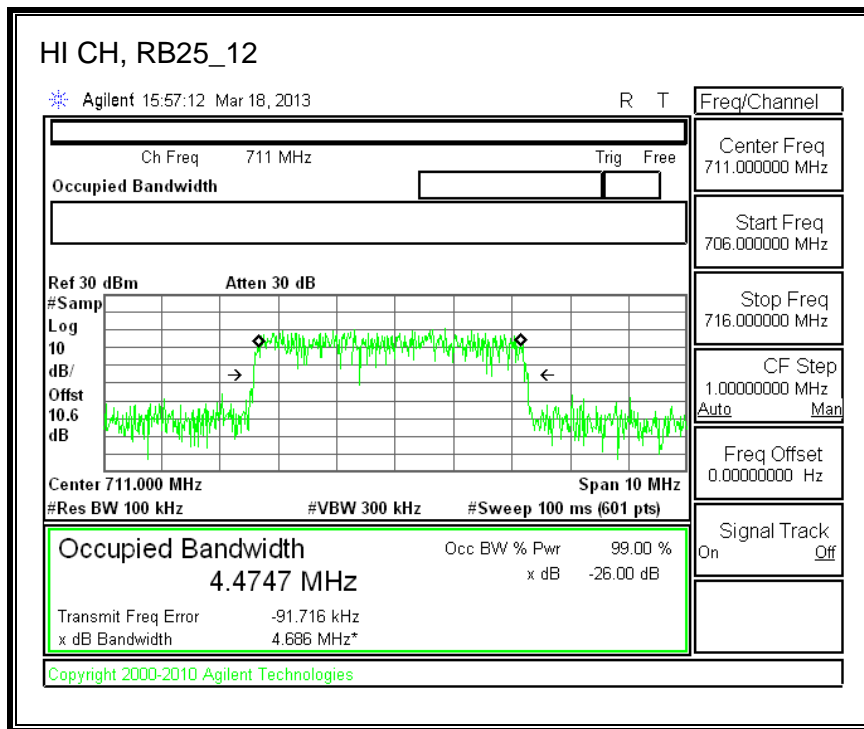 HI CH, RB25_12
Agilent 15:57:12 Mar 18, 2013 R T
Freq/Channel
Ch Freq 711 MHz Trig Free
Occupied Bandwidth
Center Freq
711.000000 MHz
Start Freq
706.000000 MHz
Stop Freq
716.000000 MHz
CF Step
1.00000000 MHz
Auto Man
Freq Offset
0.00000000 Hz
Signal Track
On Off
Ref 30 dBm Atten 30 dB
#Samp
Log
10
dB/
Offst
10.6
dB
Center 711.000 MHz Span 10 MHz
#Res BW 100 kHz #VBW 300 kHz #Sweep 100 ms (601 pts)
Occupied Bandwidth
4.4747 MHz
Occ BW % Pwr 99.00 %
x dB -26.00 dB
Transmit Freq Error -91.716 kHz
x dB Bandwidth 4.686 MHz*
Copyright 2000-2010 Agilent Technologies